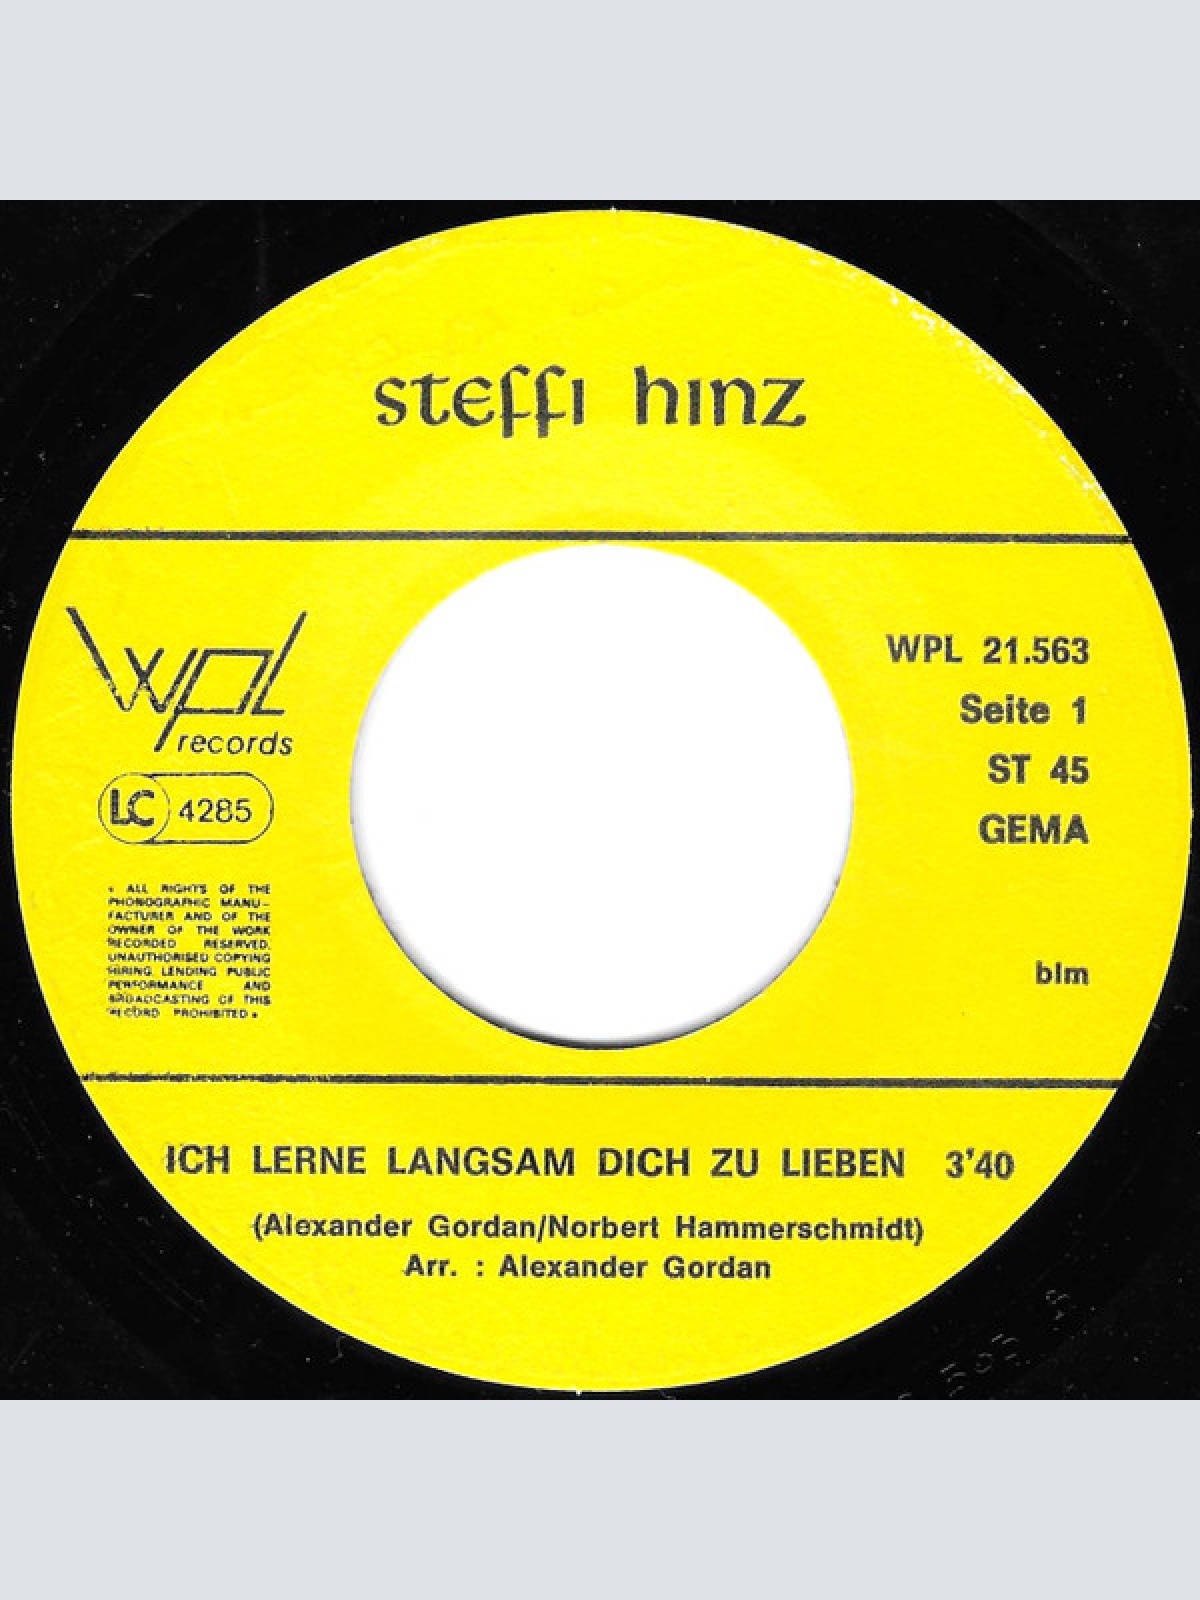 steffi hinz
wpl
records
LC 4285
WPL 21.563
Seite 1
ST 45
GEMA
« ALL RIGHTS OF THE
PHONOGRAPHIC MANU-
FACTURER AND OF THE
OWNER OF THE WORK
RECORDED RESERVED.
UNAUTHORISED COPYING
HIRING, LENDING PUBLIC
PERFORMANCE AND
BROADCASTING OF THIS
RECORD PROHIBITED »
blm
ICH LERNE LANGSAM DICH ZU LIEBEN 3'40
(Alexander Gordan/Norbert Hammerschmidt)
Arr. : Alexander Gordan